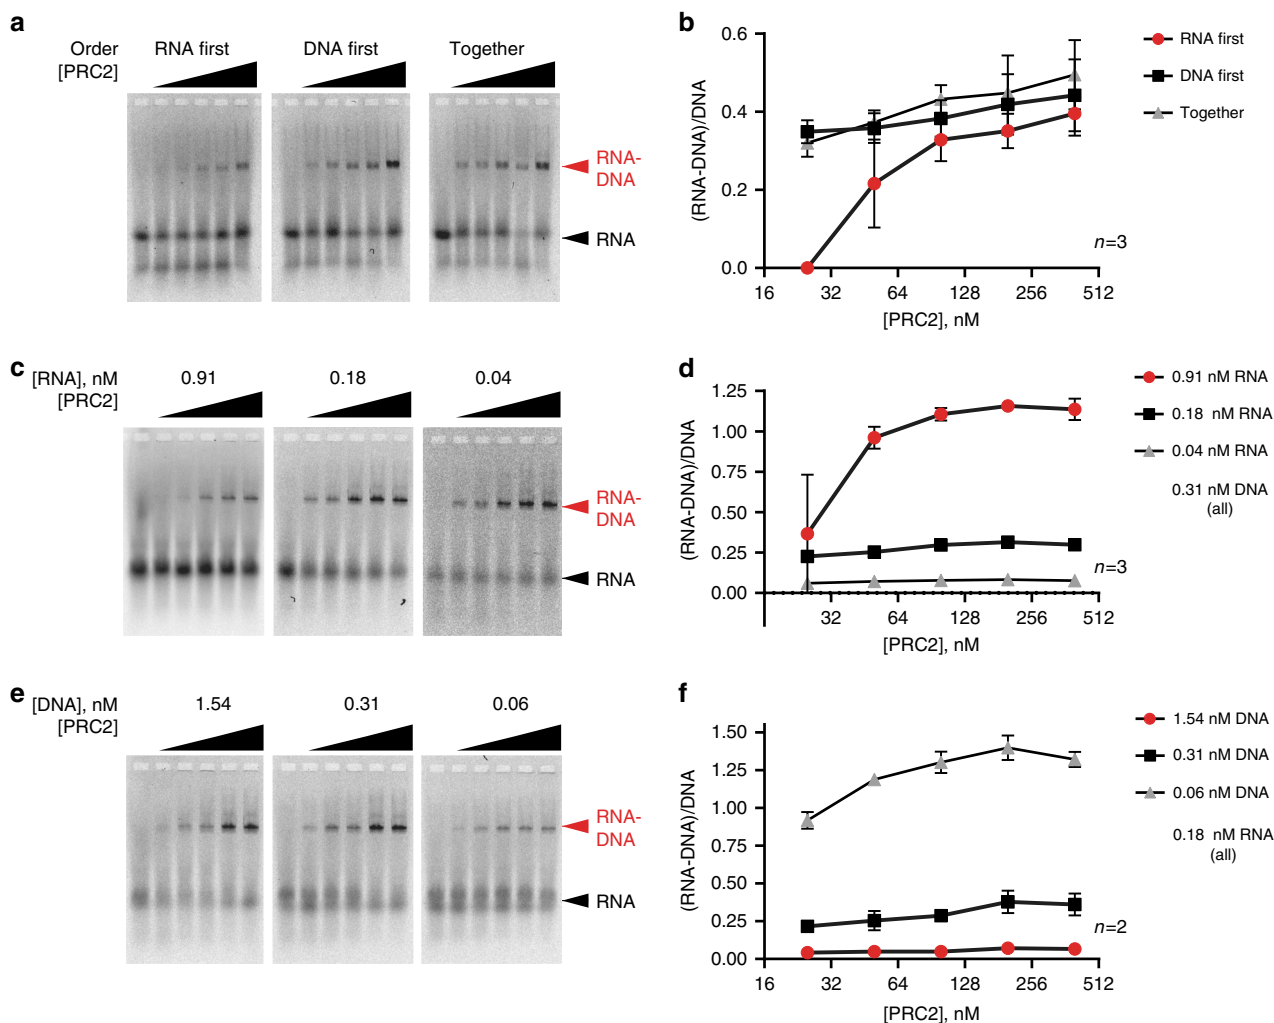 a
Order RNA first DNA first Together
[PRC2]
RNA-
DNA
RNA
b
0.6
0.4
0.2
0.0
(RNA-DNA)/DNA
16 32 64 128 256 512
[PRC2], nM
n=3
RNA first
DNA first
Together
c
[RNA], nM 0.91 0.18 0.04
[PRC2]
RNA-
DNA
RNA
d
1.25
1.00
0.75
0.50
0.25
0.00
(RNA-DNA)/DNA
32 64 128 256 512
[PRC2], nM
n=3
0.91 nM RNA
0.18 nM RNA
0.04 nM RNA
0.31 nM DNA
(all)
e
[DNA], nM 1.54 0.31 0.06
[PRC2]
RNA-
DNA
RNA
f
1.50
1.25
1.00
0.75
0.50
0.25
0.00
(RNA-DNA)/DNA
16 32 64 128 256 512
[PRC2], nM
n=2
1.54 nM DNA
0.31 nM DNA
0.06 nM DNA
0.18 nM RNA
(all)